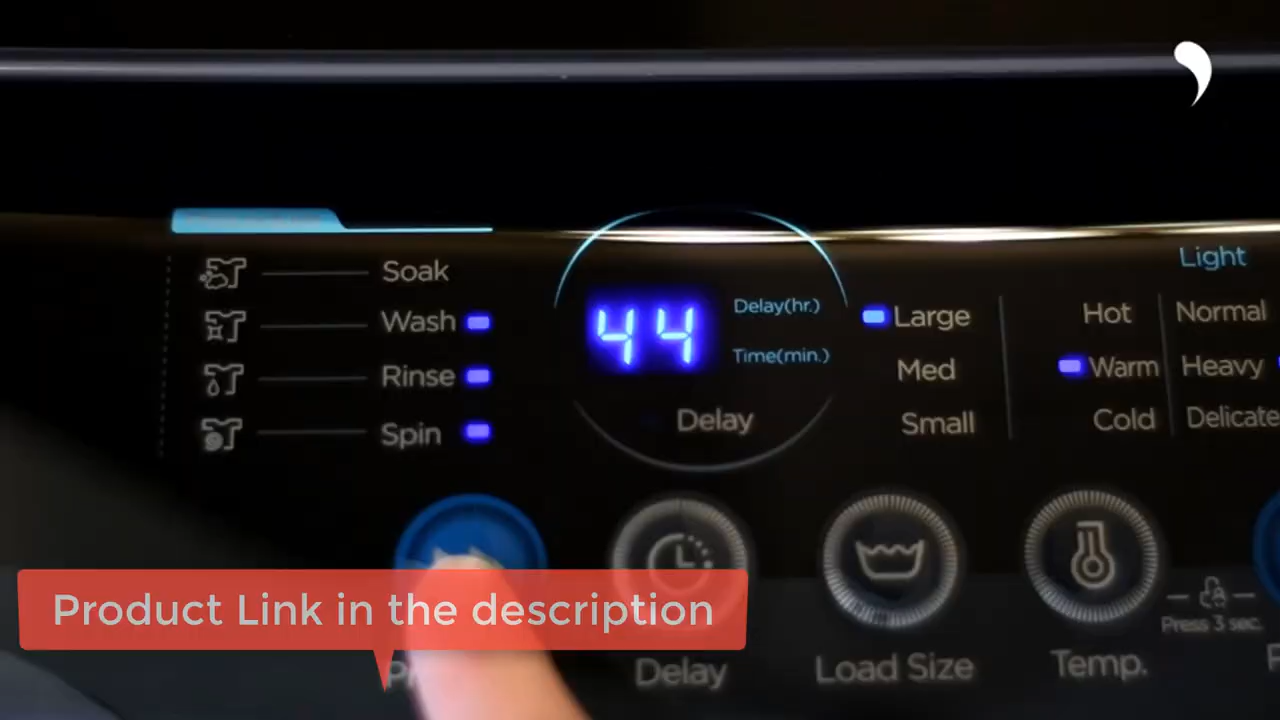 Soak
Wash
Rinse
Spin
44
Delay(hr.)
Time(min.)
Delay
Large
Med
Small
Hot
Warm
Cold
Light
Normal
Heavy
Delicate
Press 3 sec.
Delay
Load Size
Temp.
Product Link in the description